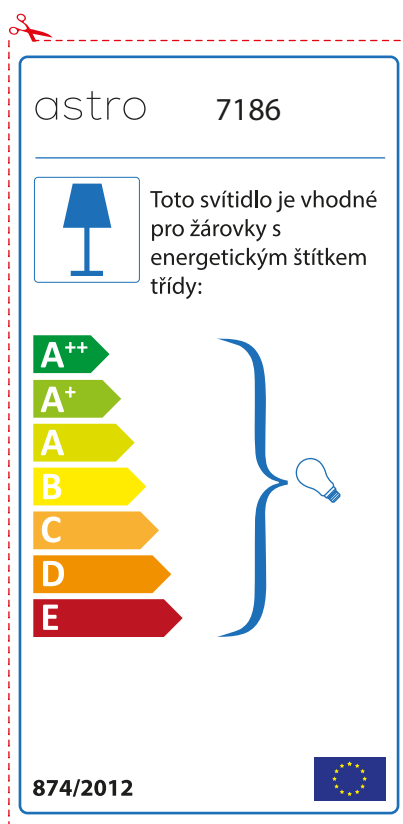 astro 7186
Toto svítidlo je vhodné
pro žárovky s
energetickým štítkem
třídy:
A++
A+
A
B
C
D
E
874/2012